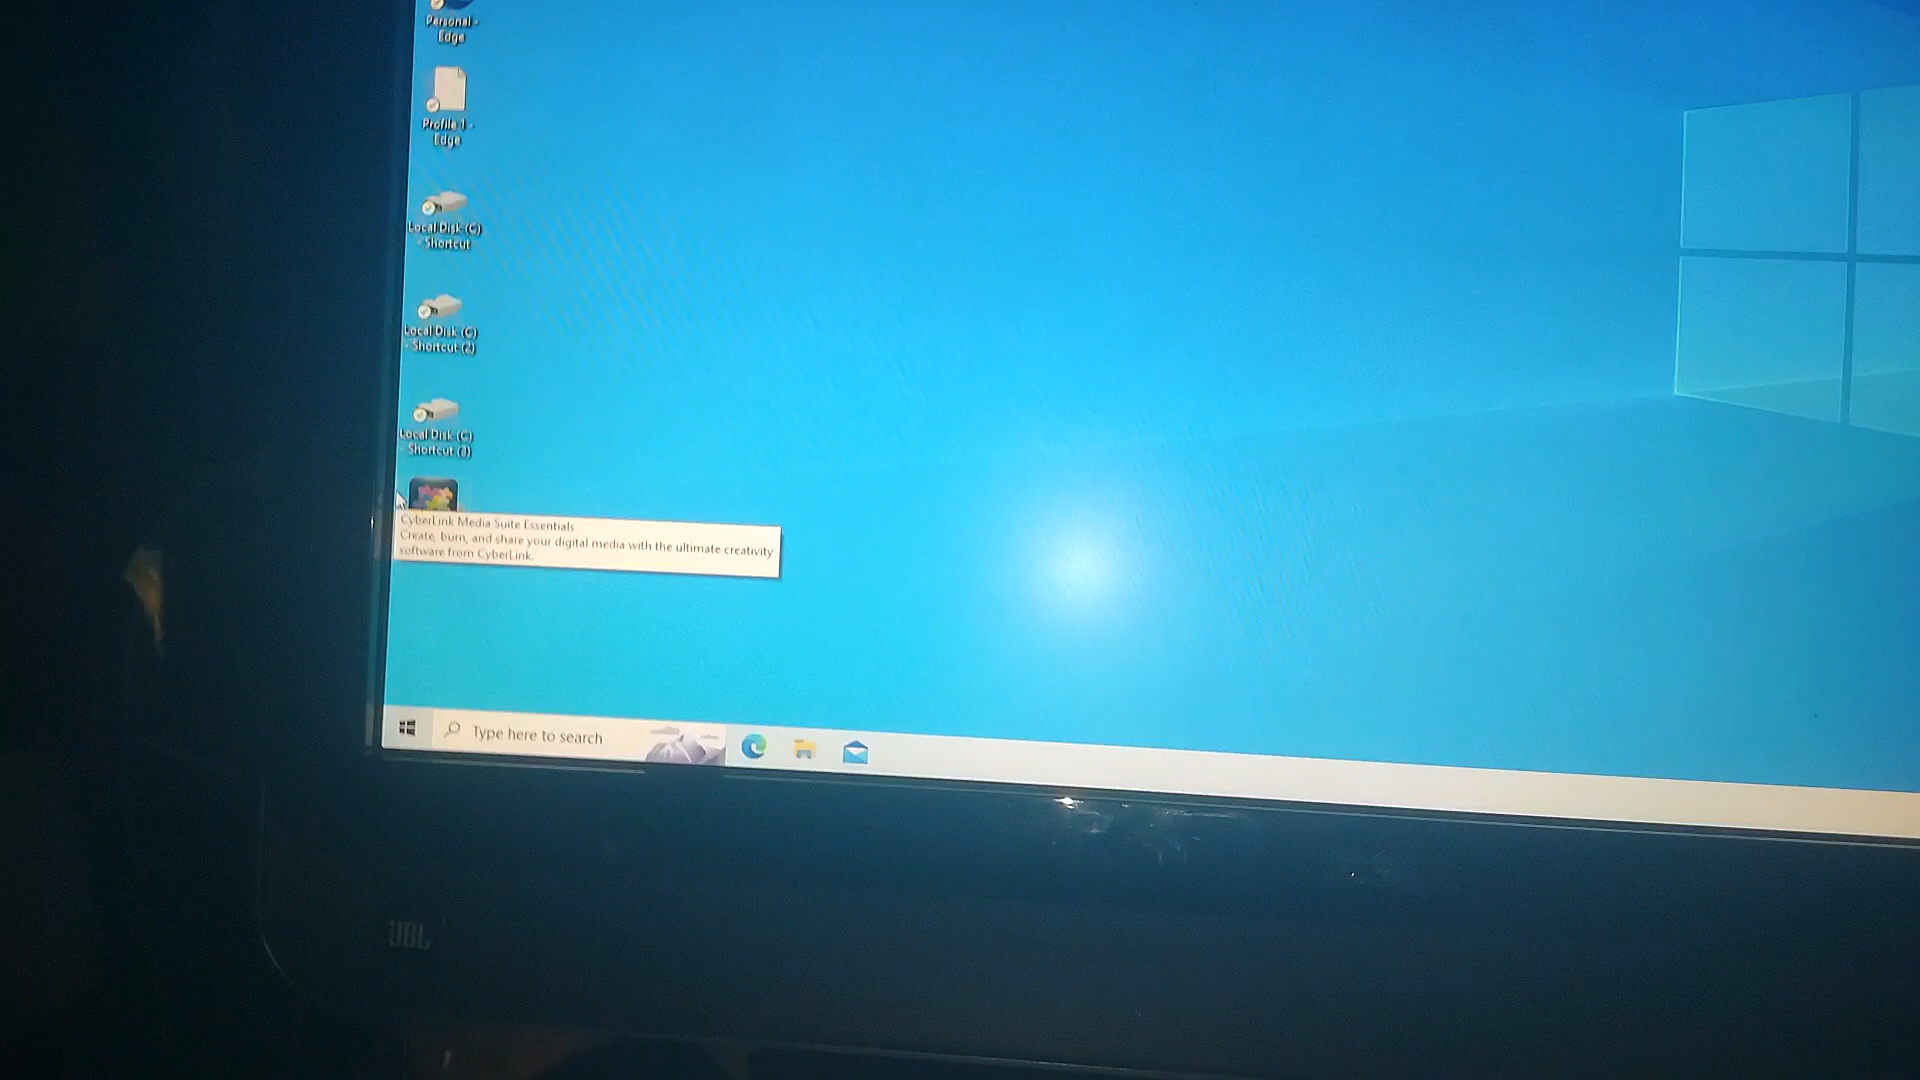 Personal -
Edge
Profile 1 -
Edge
Local Disk (C)
- Shortcut
Local Disk (C)
- Shortcut (2)
Local Disk (C)
- Shortcut (3)
CyberLink Media Suite Essentials
Create, burn, and share your digital media with the ultimate creativity
software from CyberLink.
Type here to search
JBL